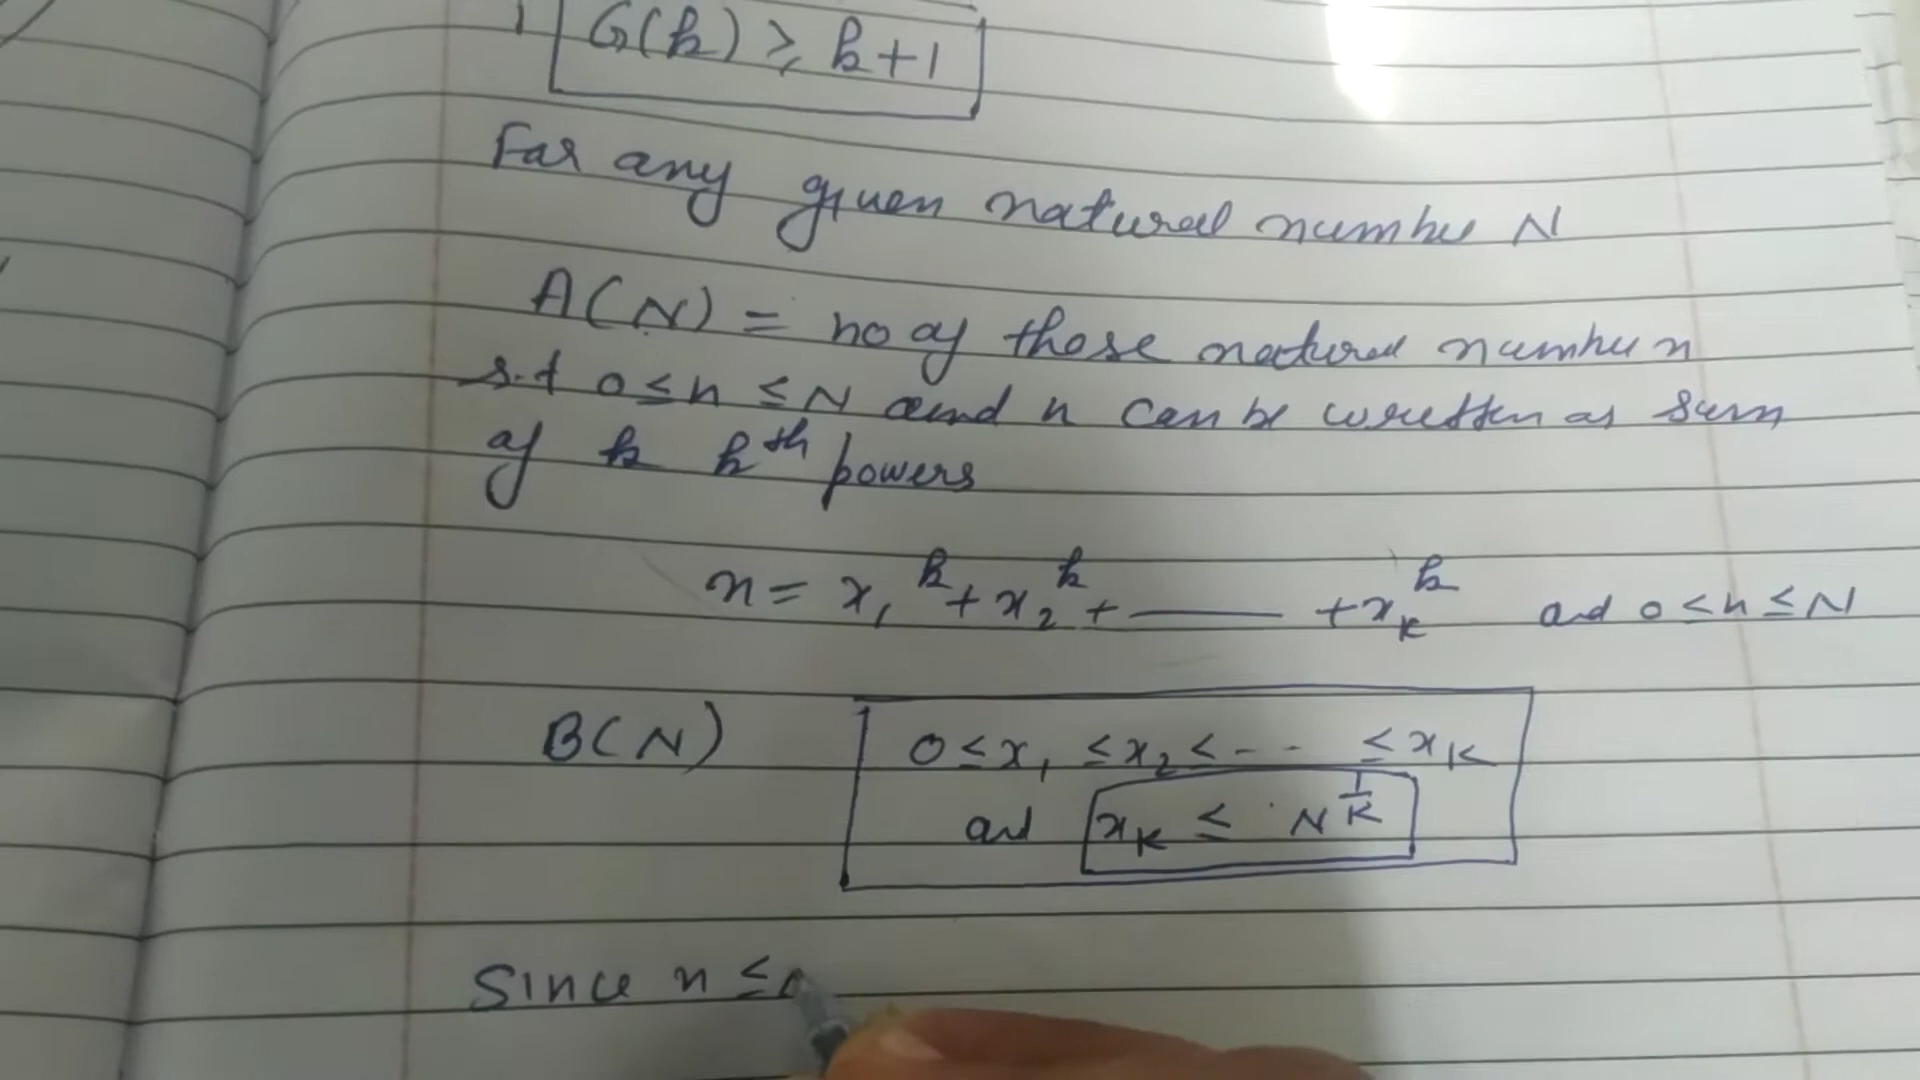 G(k) ≥ k+1
For any given natural number N
A(N) = no of those natural number n
s.t 0 ≤ n ≤ N and n can be written as sum
of k kth powers
n = x₁^k + x₂^k + —— + x_k^k and 0 ≤ n ≤ N
B(N) 0 ≤ x₁ ≤ x₂ ≤ -- ≤ x_K
and x_K ≤ N^{1/K}
Since n ≤